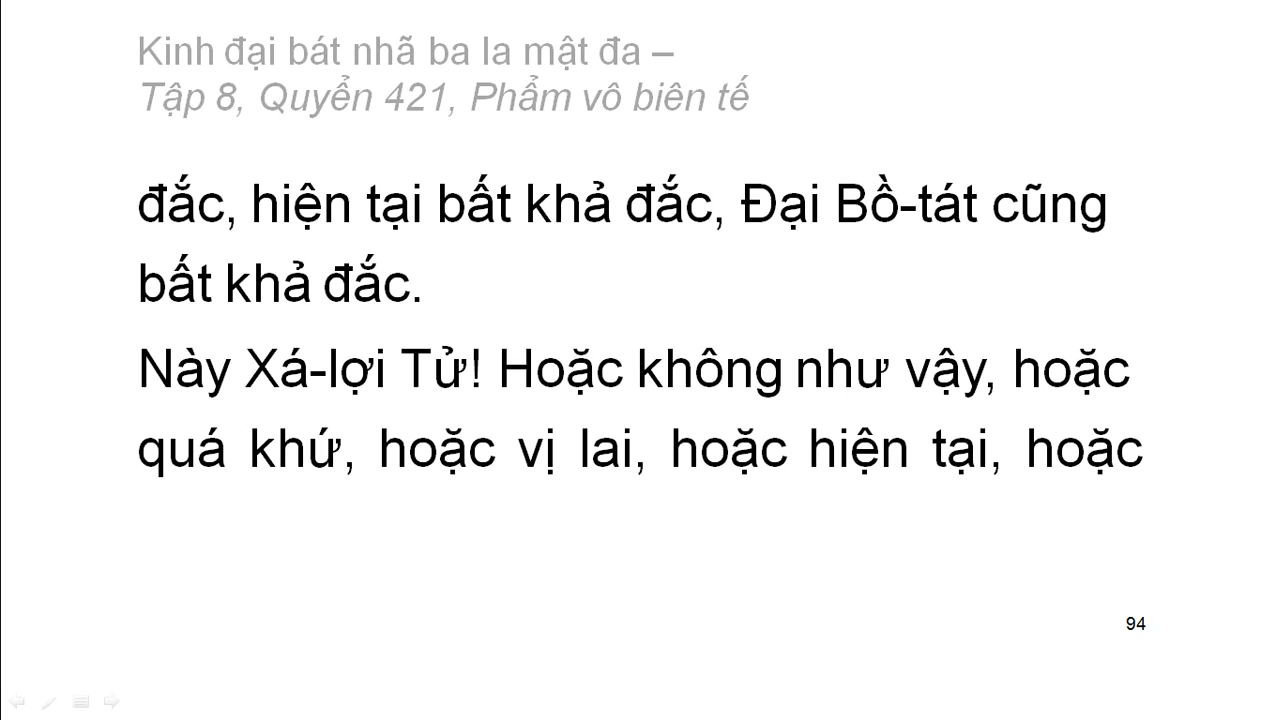 Kinh đại bát nhã ba la mật đa –
Tập 8, Quyển 421, Phẩm vô biên tế
đắc, hiện tại bất khả đắc, Đại Bồ-tát cũng
bất khả đắc.
Này Xá-lợi Tử! Hoặc không như vậy, hoặc
quá khứ, hoặc vị lai, hoặc hiện tại, hoặc
94